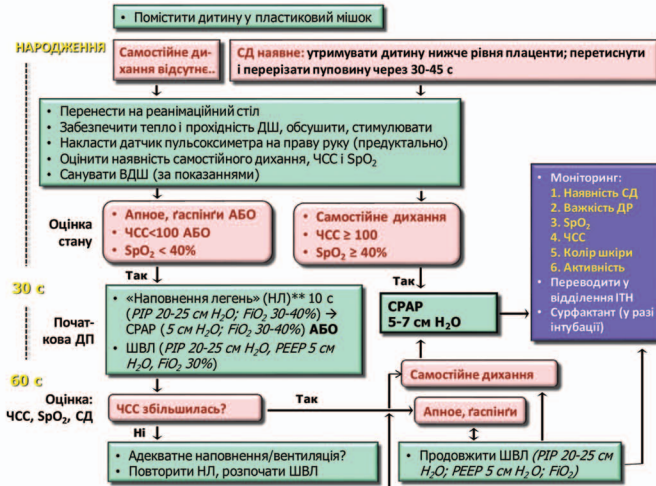 • Помістити дитину у пластиковий мішок
НАРОДЖЕННЯ
Самостійне ди-
хання відсутнє..
СД наявне: утримувати дитину нижче рівня плаценти; перетиснути
і перерізати пуповину через 30-45 с
• Перенести на реанімаційний стіл
• Забезпечити тепло і прохідність ДШ, обсушити, стимулювати
• Накласти датчик пульсоксиметра на праву руку (предуктально)
• Оцінити наявність самостійного дихання, ЧСС і SpO₂
• Санувати ВДШ (за показаннями)
Оцінка
стану
• Апное, ґаспінґи АБО
• ЧСС<100 АБО
• SpO₂ < 40%
• Самостійне дихання
• ЧСС ≥ 100
• SpO₂ ≥ 40%
• Моніторинг:
1. Наявність СД
2. Важкість ДР
3. SpO₂
4. ЧСС
5. Колір шкіри
6. Активність
• Переводити у
відділення ІТН
• Сурфактант (у разі
інтубації)
Так
Так
30 с
Почат-
кова ДП
• «Наповнення легень» (НЛ)** 10 с
(PIP 20-25 см H₂O; FiO₂ 30-40%) →
CPAP (5 см H₂O; FiO₂ 30-40%) АБО
• ШВЛ (PIP 20-25 см H₂O, PEEP 5 см
H₂O, FiO₂ 30%)
CPAP
5-7 см H₂O
60 с
Оцінка:
ЧСС, SpO₂, СД
ЧСС збільшилась?
Так
Самостійне дихання
Апное, ґаспінґи
Ні
• Адекватне наповнення/вентиляція?
• Повторити НЛ, розпочати ШВЛ
• Продовжити ШВЛ (PIP 20-25 см
H₂O; PEEP 5 см H₂O; FiO₂)